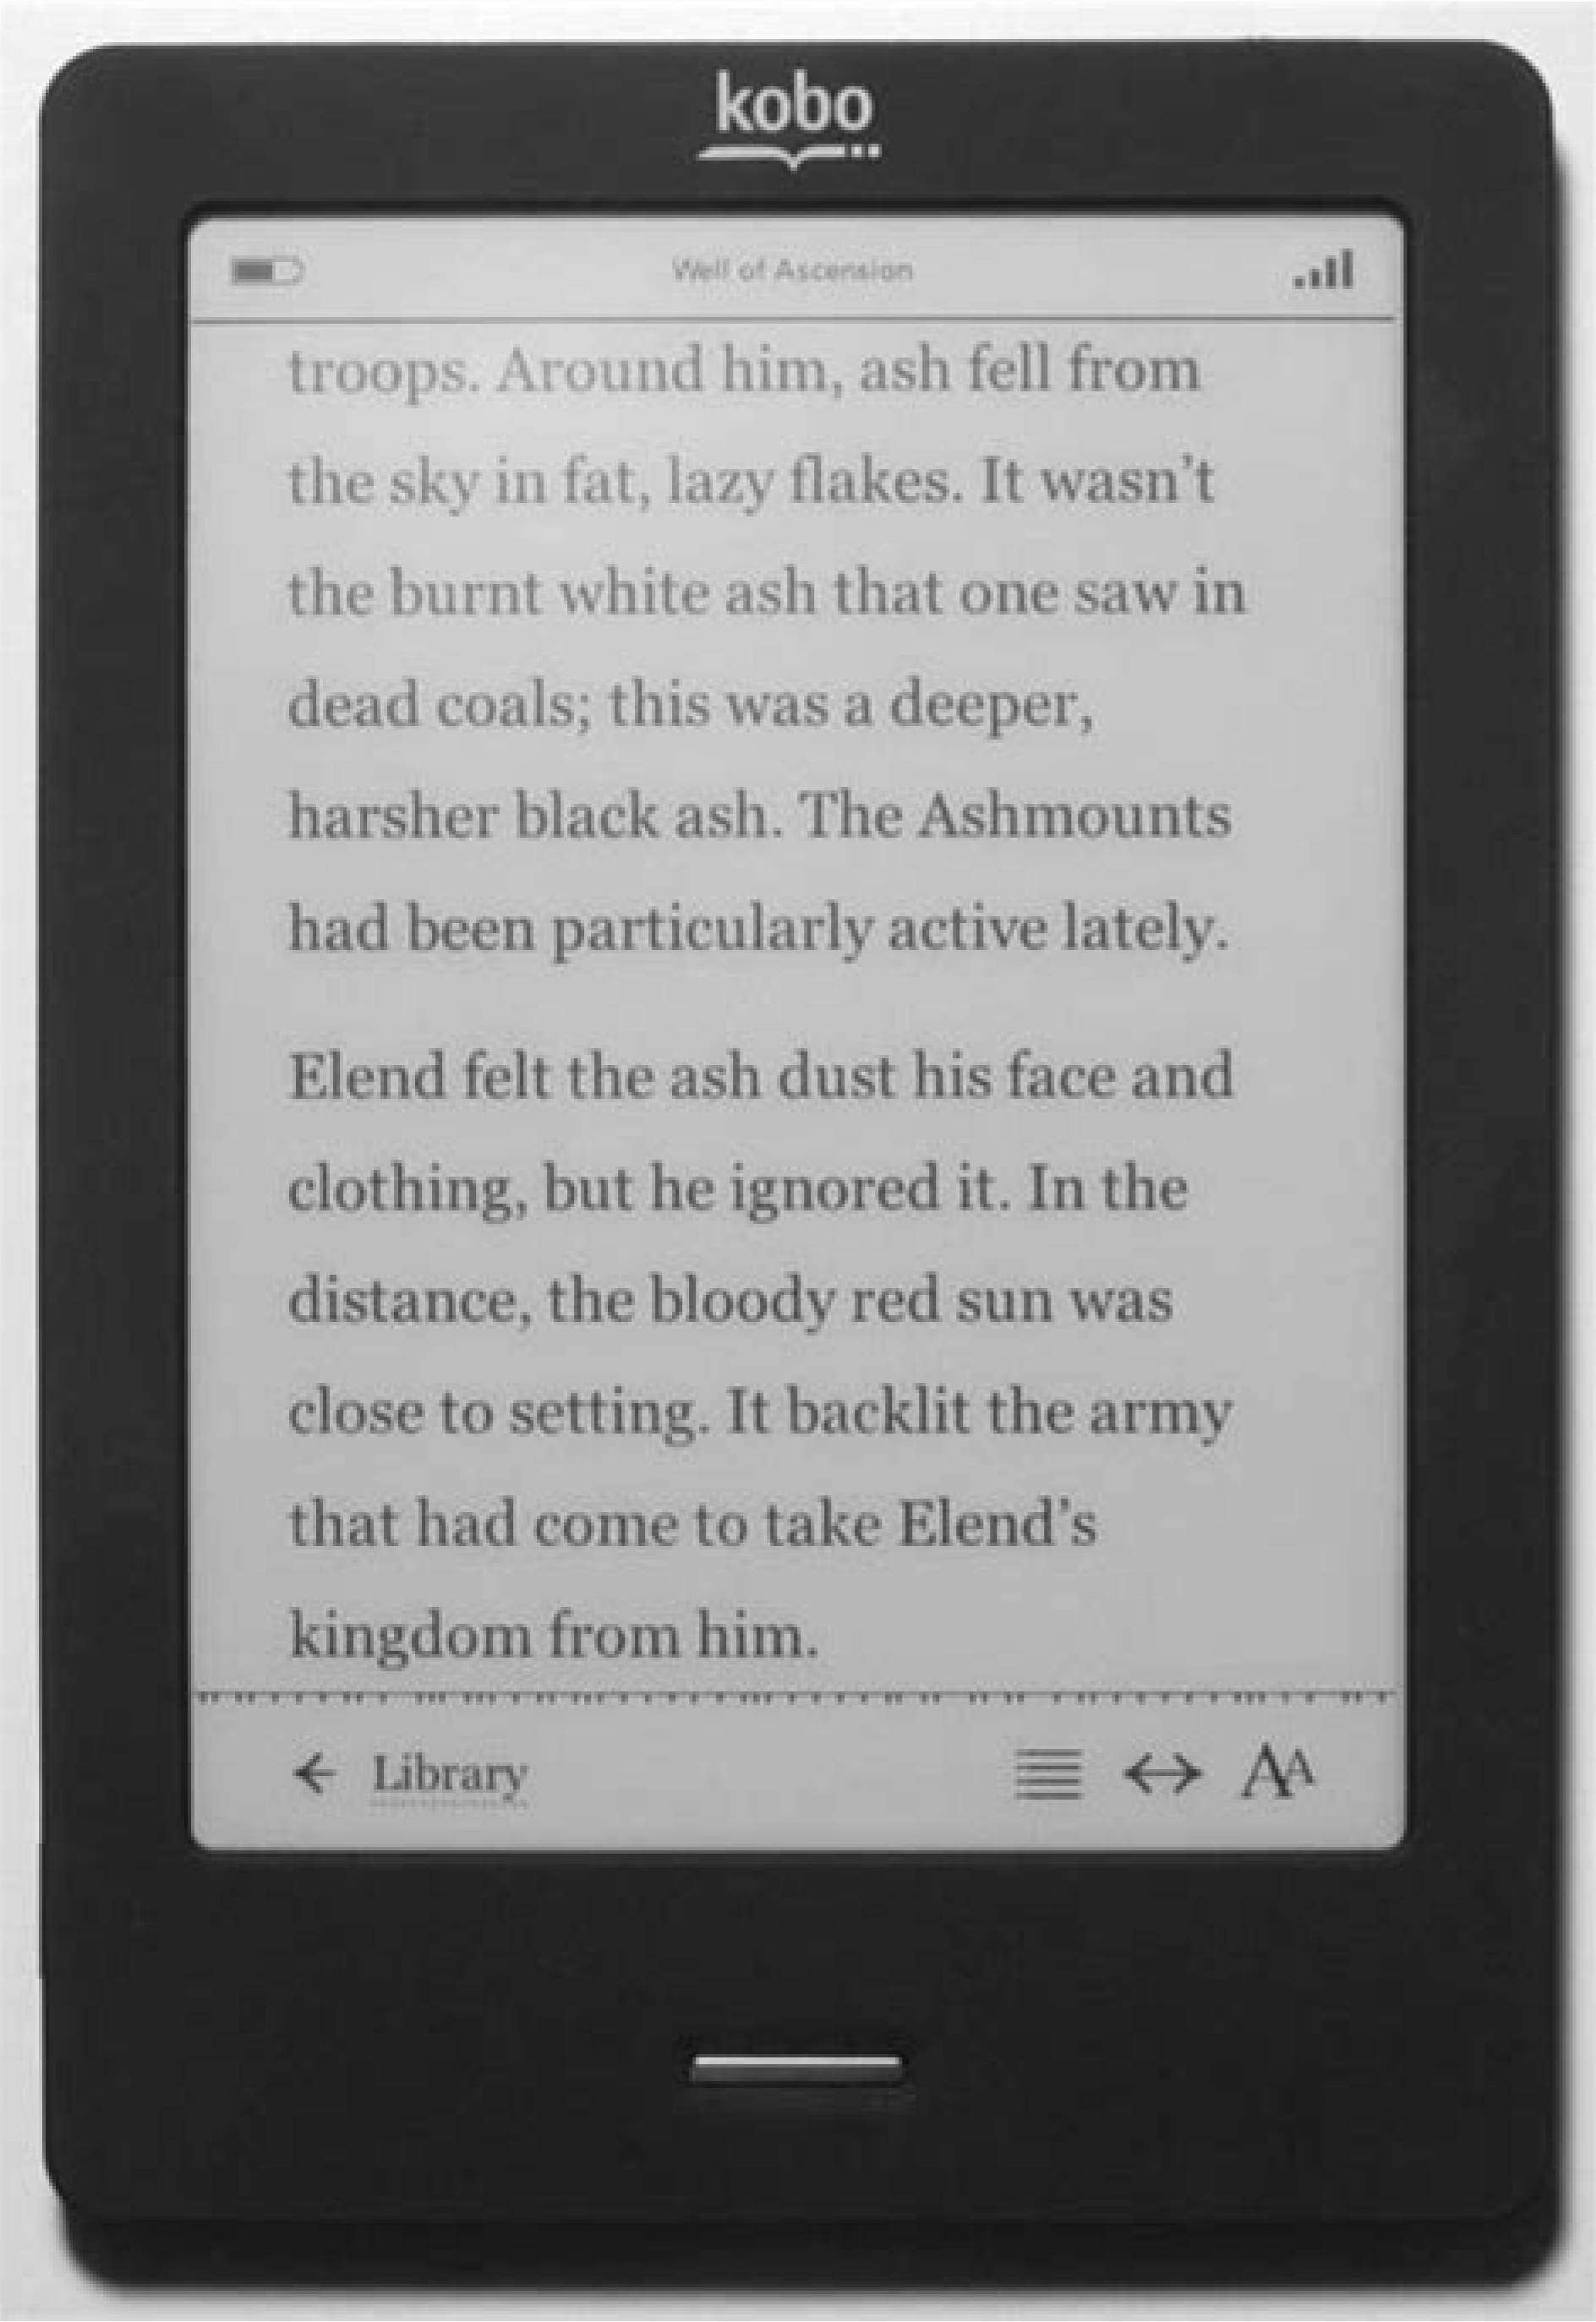 kobo
Well of Ascension
troops. Around him, ash fell from
the sky in fat, lazy flakes. It wasn't
the burnt white ash that one saw in
dead coals; this was a deeper,
harsher black ash. The Ashmounts
had been particularly active lately.
Elend felt the ash dust his face and
clothing, but he ignored it. In the
distance, the bloody red sun was
close to setting. It backlit the army
that had come to take Elend's
kingdom from him.
← Library ↔ AA